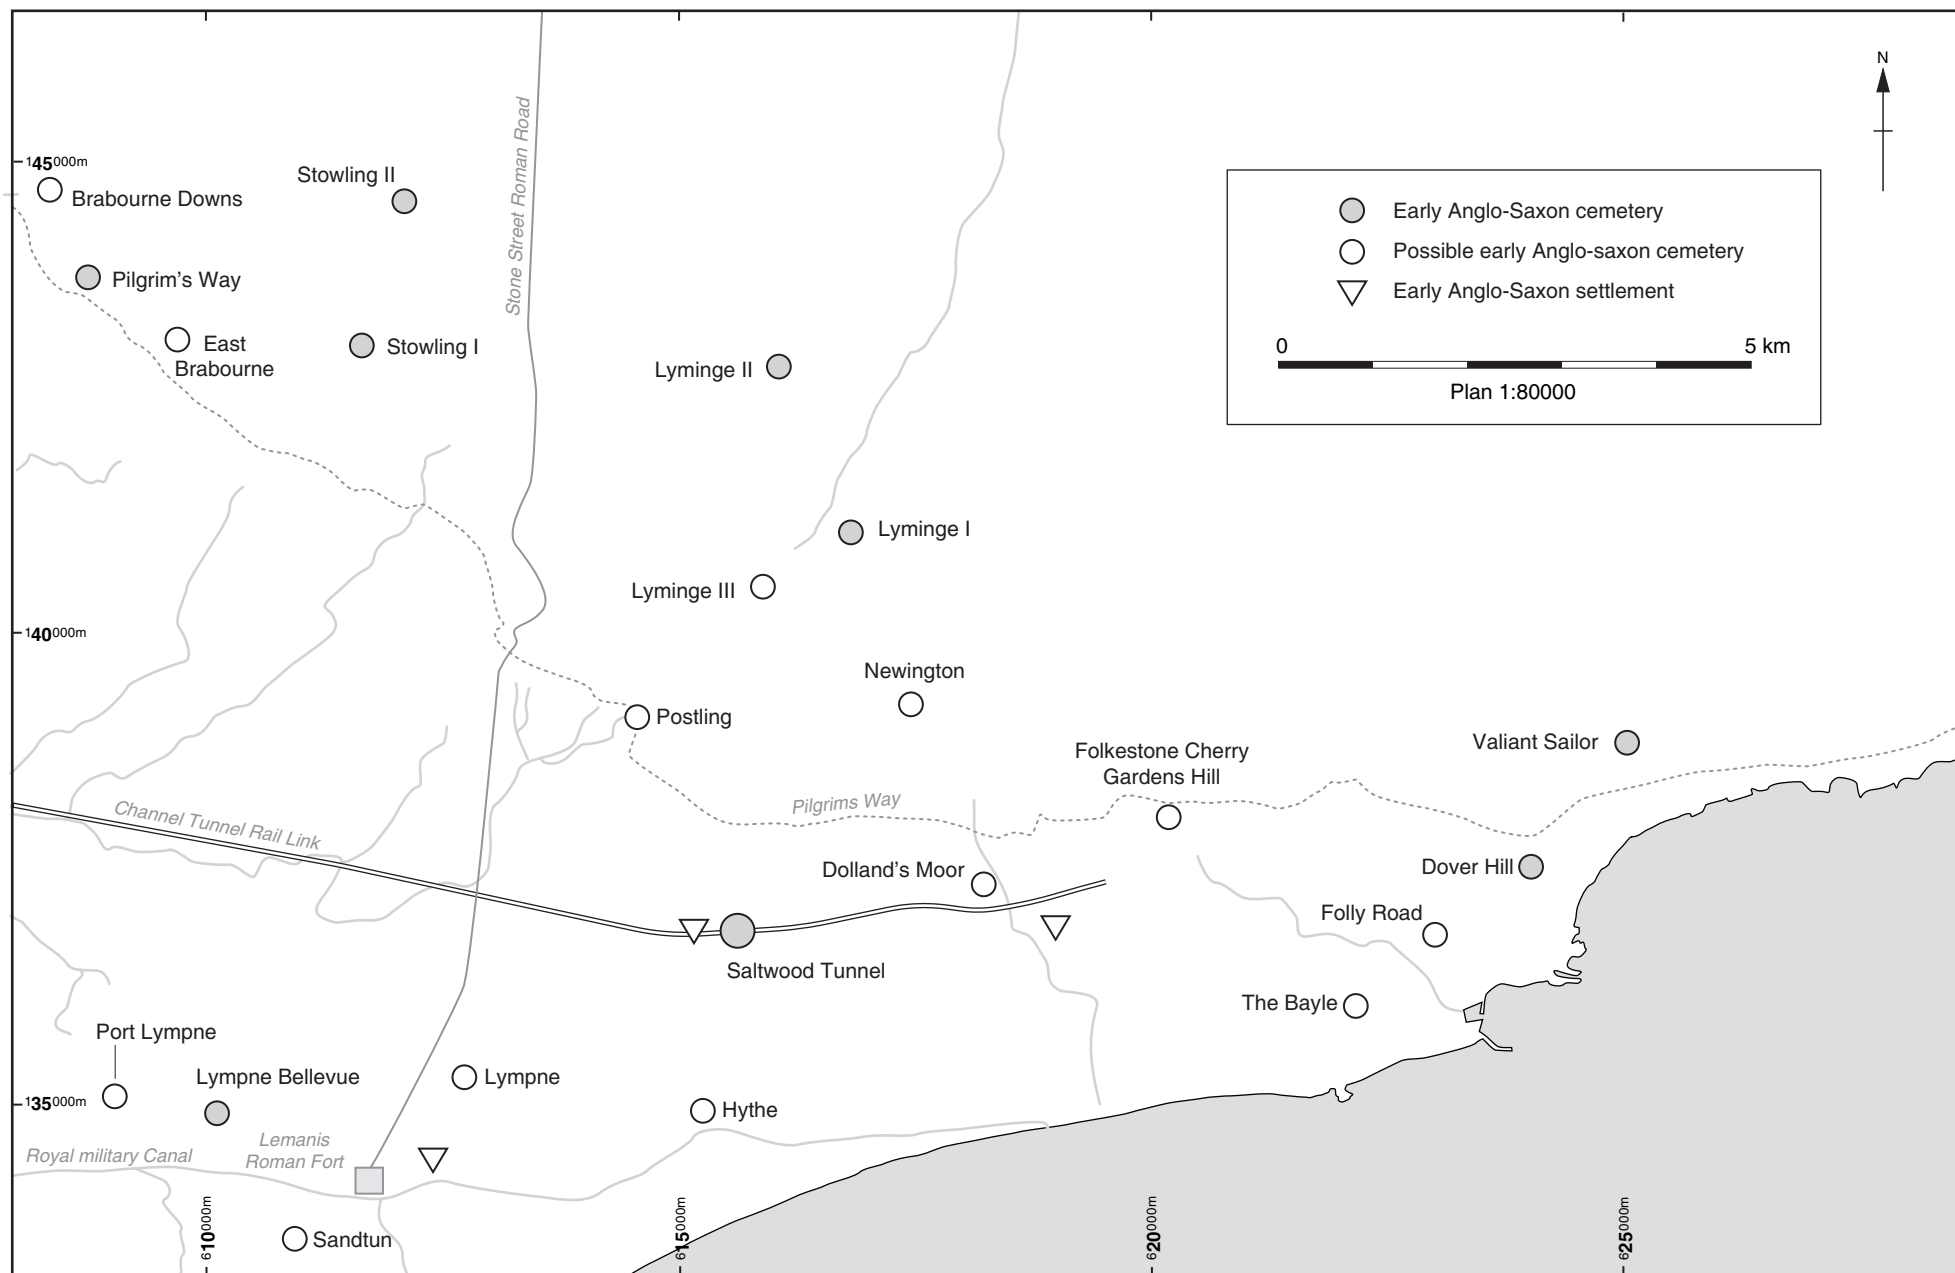 N
Stone Street Roman Road
145000m
Stowling II
Brabourne Downs
Early Anglo-Saxon cemetery
Possible early Anglo-saxon cemetery
Early Anglo-Saxon settlement
0
5 km
Plan 1:80000
Pilgrim's Way
East
Brabourne
Stowling I
Lyminge II
Lyminge I
Lyminge III
140000m
Newington
Postling
Valiant Sailor
Folkestone Cherry
Gardens Hill
Pilgrims Way
Channel Tunnel Rail Link
Dolland's Moor
Dover Hill
Folly Road
Saltwood Tunnel
The Bayle
Port Lympne
Lympne Bellevue
Lympne
135000m
Hythe
Royal military Canal
Lemanis
Roman Fort
Sandtun
610000m
615000m
620000m
625000m